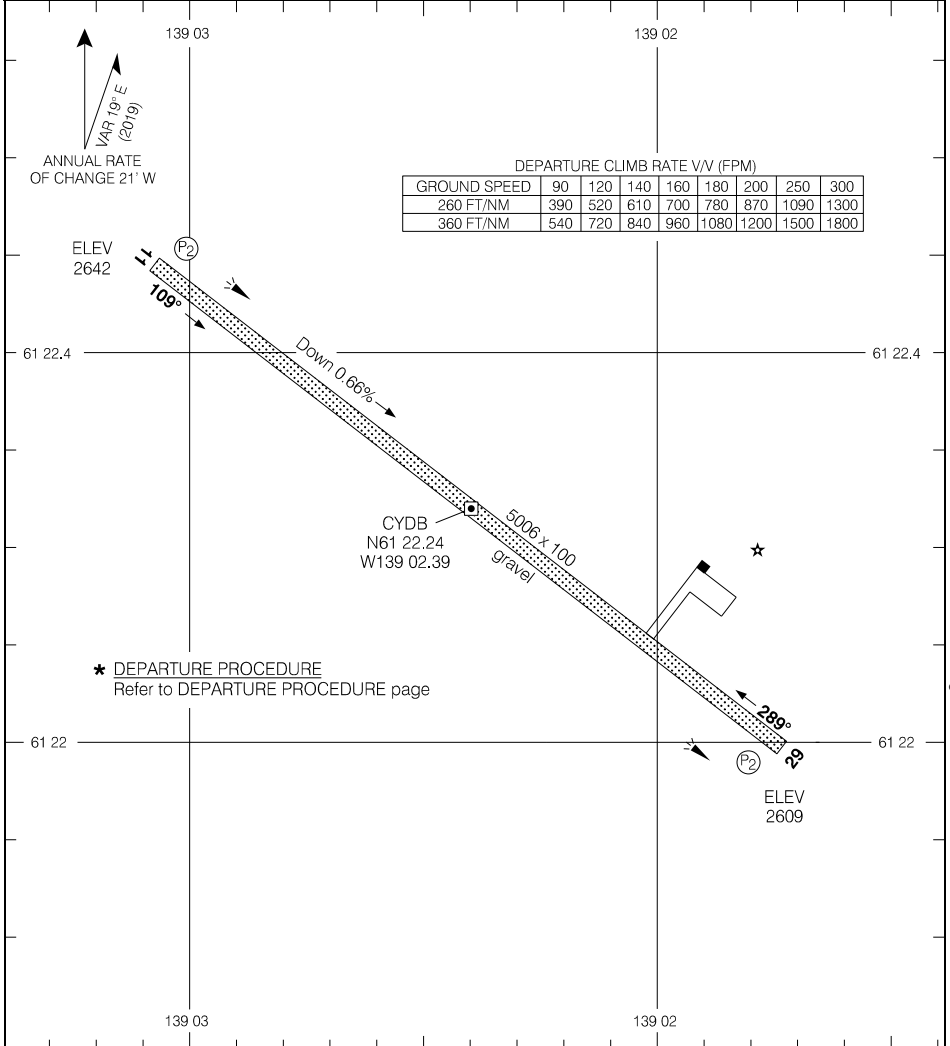 139 03
139 02
VAR 19° E
(2019)
ANNUAL RATE
OF CHANGE 21' W
DEPARTURE CLIMB RATE V/V (FPM)
GROUND SPEED 90 120 140 160 180 200 250 300
260 FT/NM 390 520 610 700 780 870 1090 1300
360 FT/NM 540 720 840 960 1080 1200 1500 1800
ELEV
2642
11
P2
109°
61 22.4
61 22.4
Down 0.66%
CYDB
N61 22.24
W139 02.39
5006 x 100
gravel
* DEPARTURE PROCEDURE
Refer to DEPARTURE PROCEDURE page
289°
61 22
61 22
P2
29
ELEV
2609
139 03
139 02